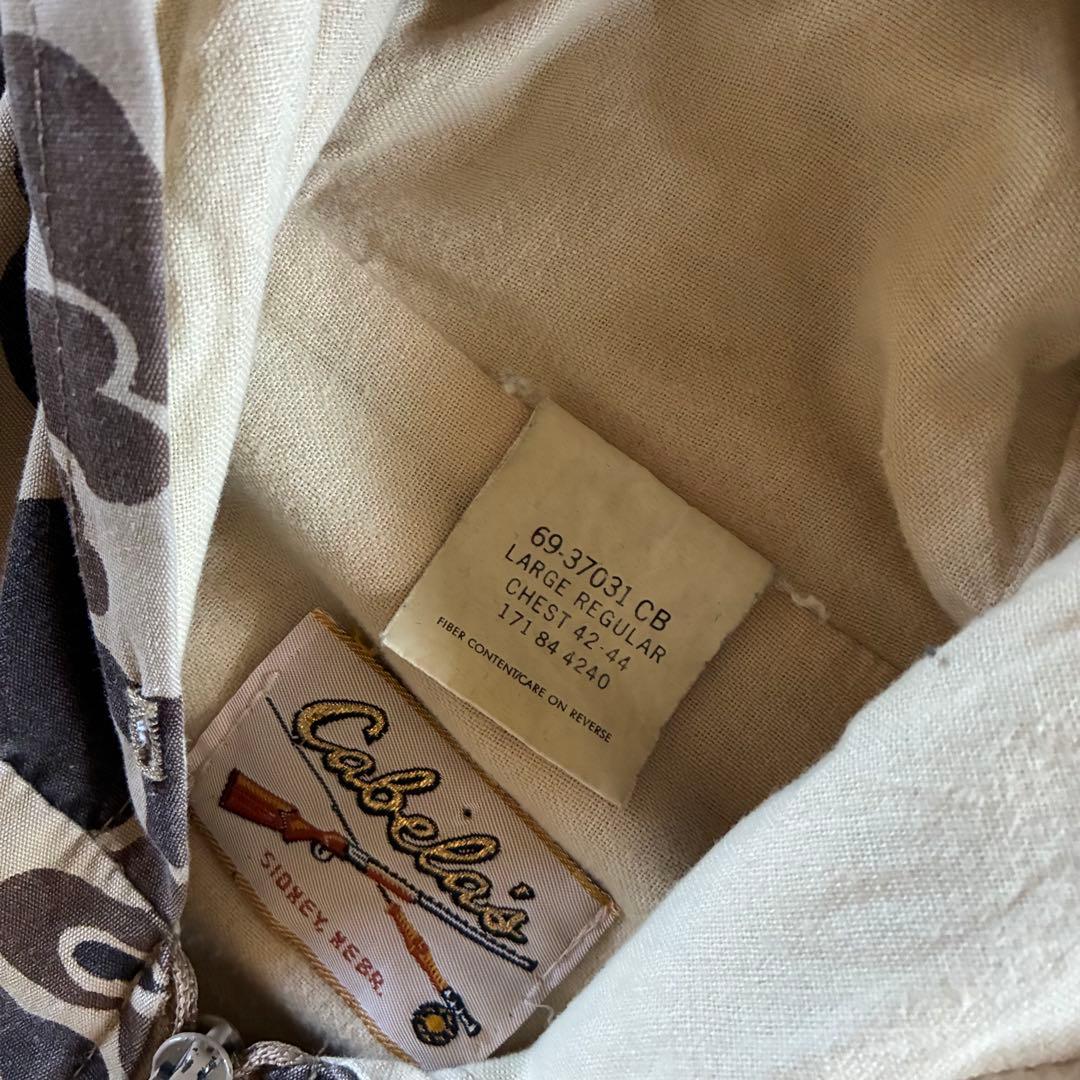 69-37031 CB
LARGE REGULAR
CHEST 42-44
171 84 4240
FIBER CONTENT/CARE ON REVERSE
Cabela's
SIDNEY, NEBR.